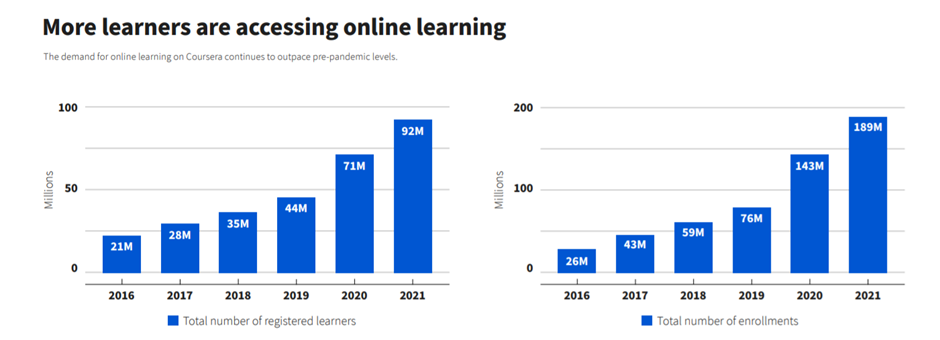 More learners are accessing online learning
The demand for online learning on Coursera continues to outpace pre-pandemic levels.
100
50
0
Millions
21M
28M
35M
44M
71M
92M
2016 2017 2018 2019 2020 2021
Total number of registered learners
200
100
0
Millions
26M
43M
59M
76M
143M
189M
2016 2017 2018 2019 2020 2021
Total number of enrollments